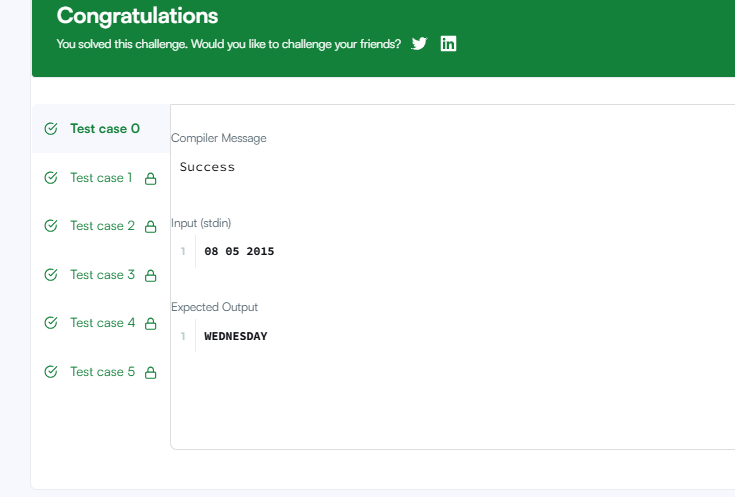 Congratulations
You solved this challenge. Would you like to challenge your friends?
Test case 0
Test case 1
Test case 2
Test case 3
Test case 4
Test case 5
Compiler Message
Success
Input (stdin)
1 08 05 2015
Expected Output
1 WEDNESDAY